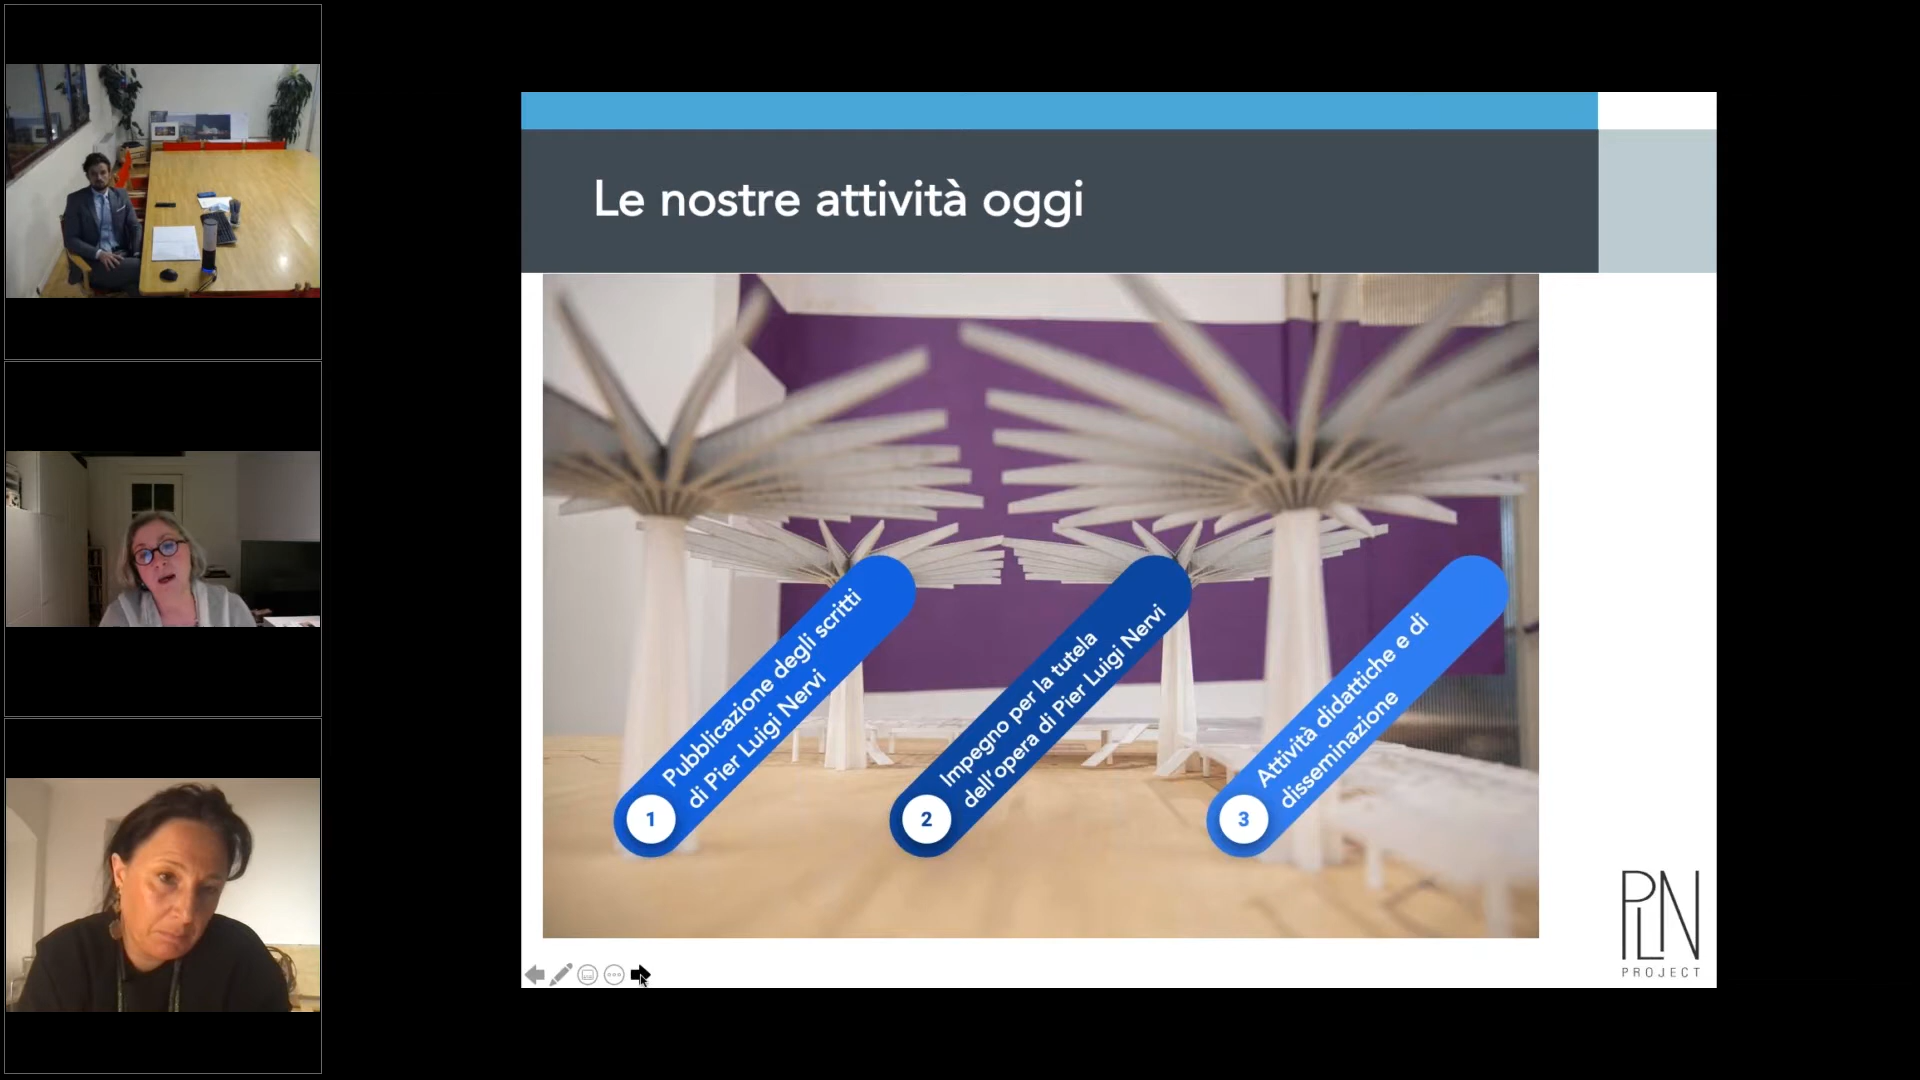 Le nostre attività oggi
1
Pubblicazione degli scritti
di Pier Luigi Nervi
2
Impegno per la tutela
dell'opera di Pier Luigi Nervi
3
Attività didattiche e di
disseminazione
PLN
PROJECT